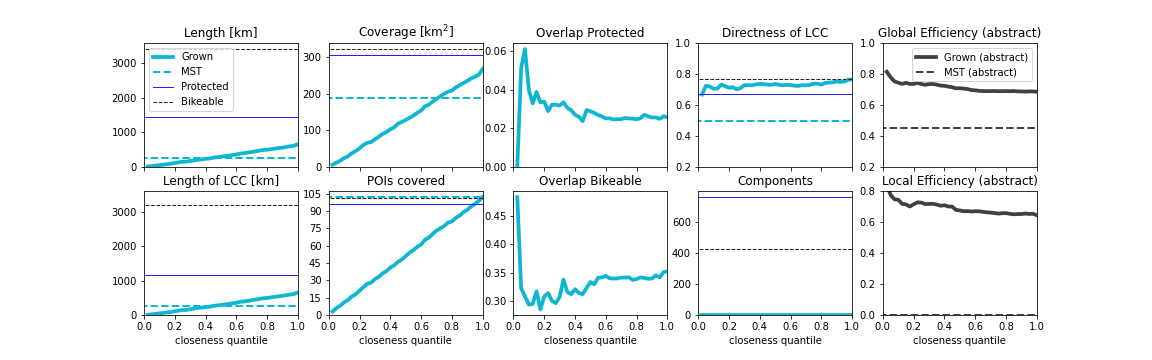 Length [km]
Coverage [km²]
Overlap Protected
Directness of LCC
Global Efficiency (abstract)
3000
2000
1000
0
Grown
MST
Protected
Bikeable
300
200
100
0
0.06
0.04
0.02
0.00
1.0
0.8
0.6
0.4
0.2
1.0
0.8
0.6
0.4
0.2
Grown (abstract)
MST (abstract)
Length of LCC [km]
POIs covered
Overlap Bikeable
Components
Local Efficiency (abstract)
3000
2000
1000
0
105
90
75
60
45
30
15
0
0.45
0.40
0.35
0.30
600
400
200
0
0.8
0.6
0.4
0.2
0.0
0.0 0.2 0.4 0.6 0.8 1.0
0.0 0.2 0.4 0.6 0.8 1.0
0.0 0.2 0.4 0.6 0.8 1.0
0.0 0.2 0.4 0.6 0.8 1.0
0.0 0.2 0.4 0.6 0.8 1.0
closeness quantile
closeness quantile
closeness quantile
closeness quantile
closeness quantile